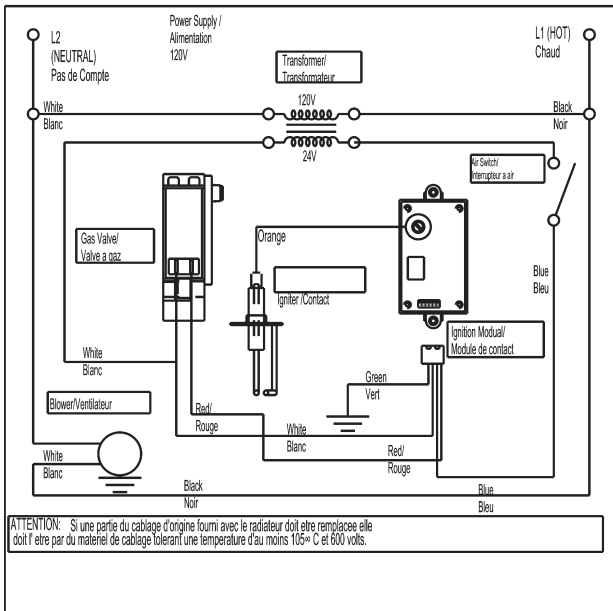 Power Supply /
Alimentation
120V
L2
(NEUTRAL)
Pas de Compte
L1 (HOT)
Chaud
Transformer/
Transformateur
120V
24V
White
Blanc
Black
Noir
Air Switch/
Interrupteur a air
Gas Valve/
Valve a gaz
Orange
Igniter /Contact
Blue
Bleu
Ignition Modual/
Module de contact
White
Blanc
Green
Vert
Blower/Ventilateur
Red/
Rouge
White
Blanc
Red/
Rouge
White
Blanc
Black
Noir
Blue
Bleu
ATTENTION: Si une partie du cablage d'origine fourni avec le radiateur doit etre remplacee elle
doit l' etre par du materiel de cablage tolerant une temperature d'au moins 105∞ C et 600 volts.